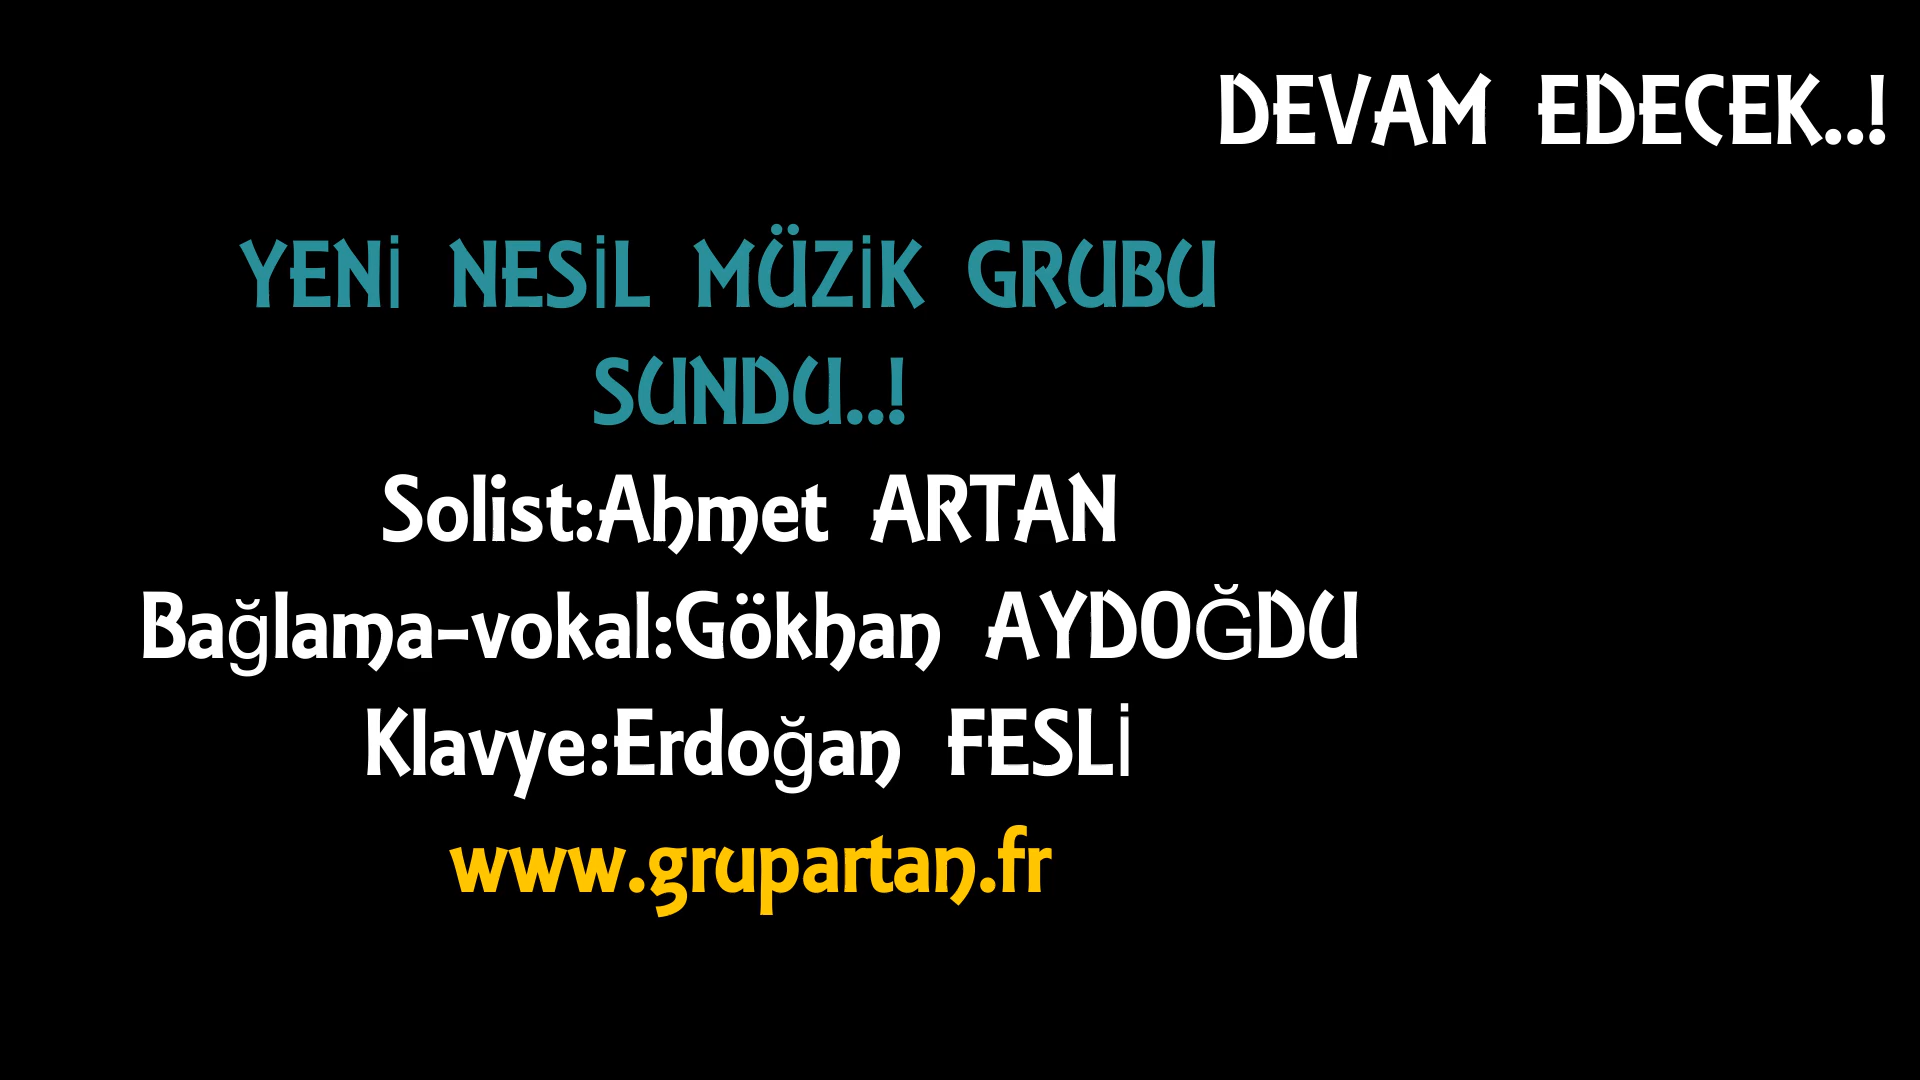 DEVAM EDECEK..!
YENİ NESİL MÜZİK GRUBU
SUNDU..!
Solist:Ahmet ARTAN
Bağlama-vokal:Gökhan AYDOĞDU
Klavye:Erdoğan FESLİ
www.grupartan.fr